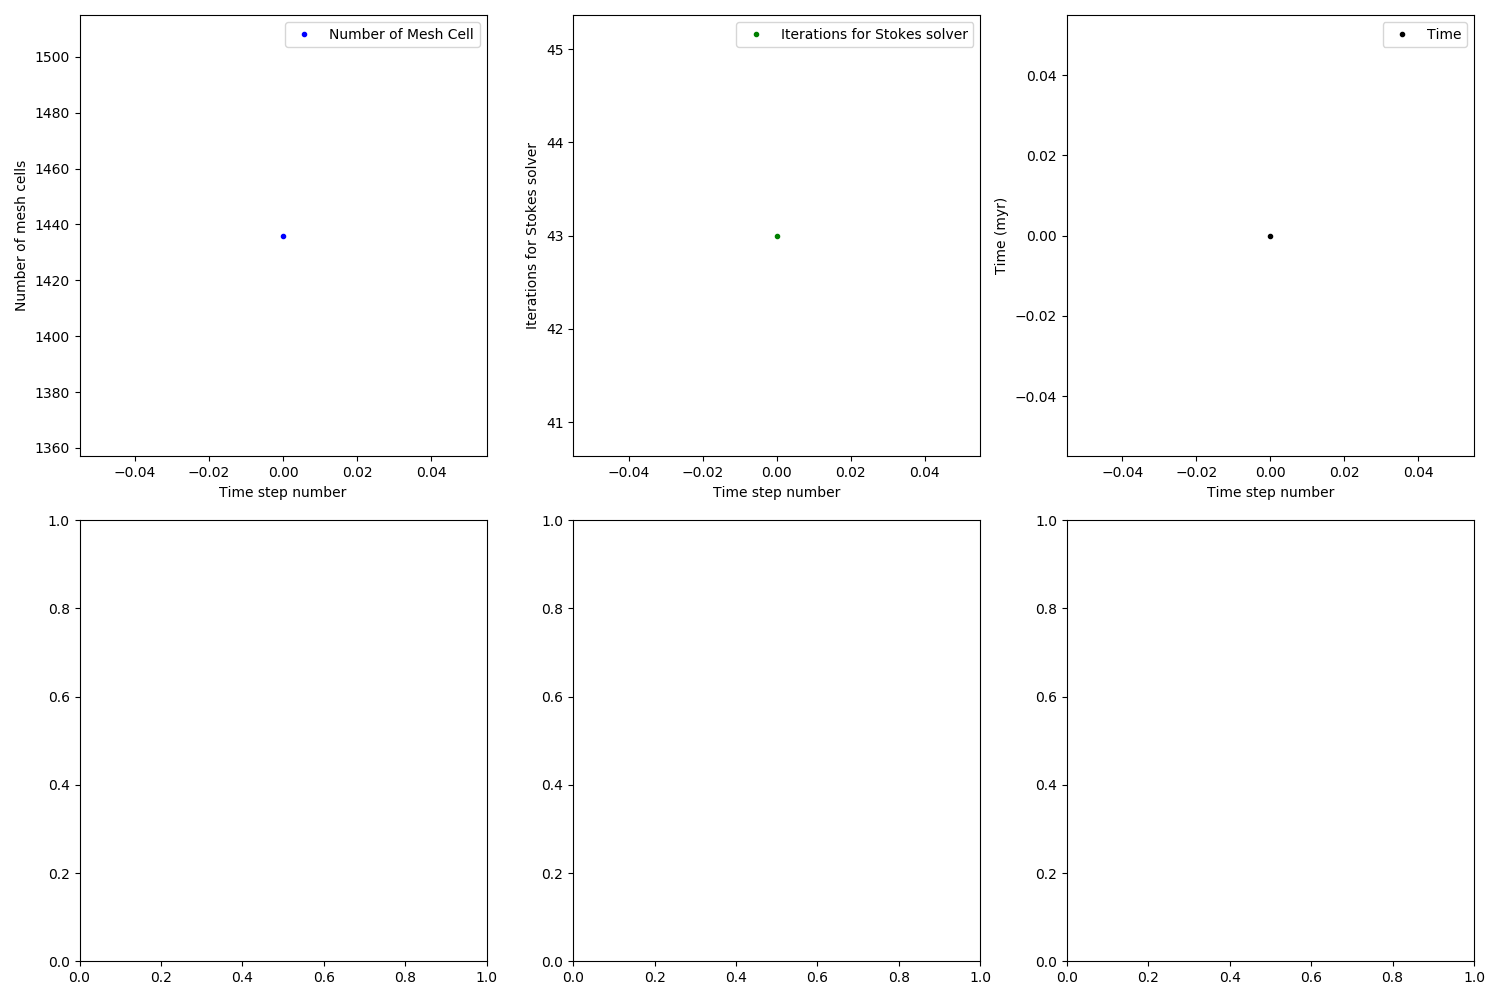 Number of Mesh Cell
1500
1480
1460
1440
1420
1400
1380
1360
Number of mesh cells
−0.04 −0.02 0.00 0.02 0.04
Time step number
Iterations for Stokes solver
45
44
43
42
41
Iterations for Stokes solver
−0.04 −0.02 0.00 0.02 0.04
Time step number
Time
0.04
0.02
0.00
−0.02
−0.04
Time (myr)
−0.04 −0.02 0.00 0.02 0.04
Time step number
1.0
0.8
0.6
0.4
0.2
0.0
0.0 0.2 0.4 0.6 0.8 1.0
1.0
0.8
0.6
0.4
0.2
0.0
0.0 0.2 0.4 0.6 0.8 1.0
1.0
0.8
0.6
0.4
0.2
0.0
0.0 0.2 0.4 0.6 0.8 1.0